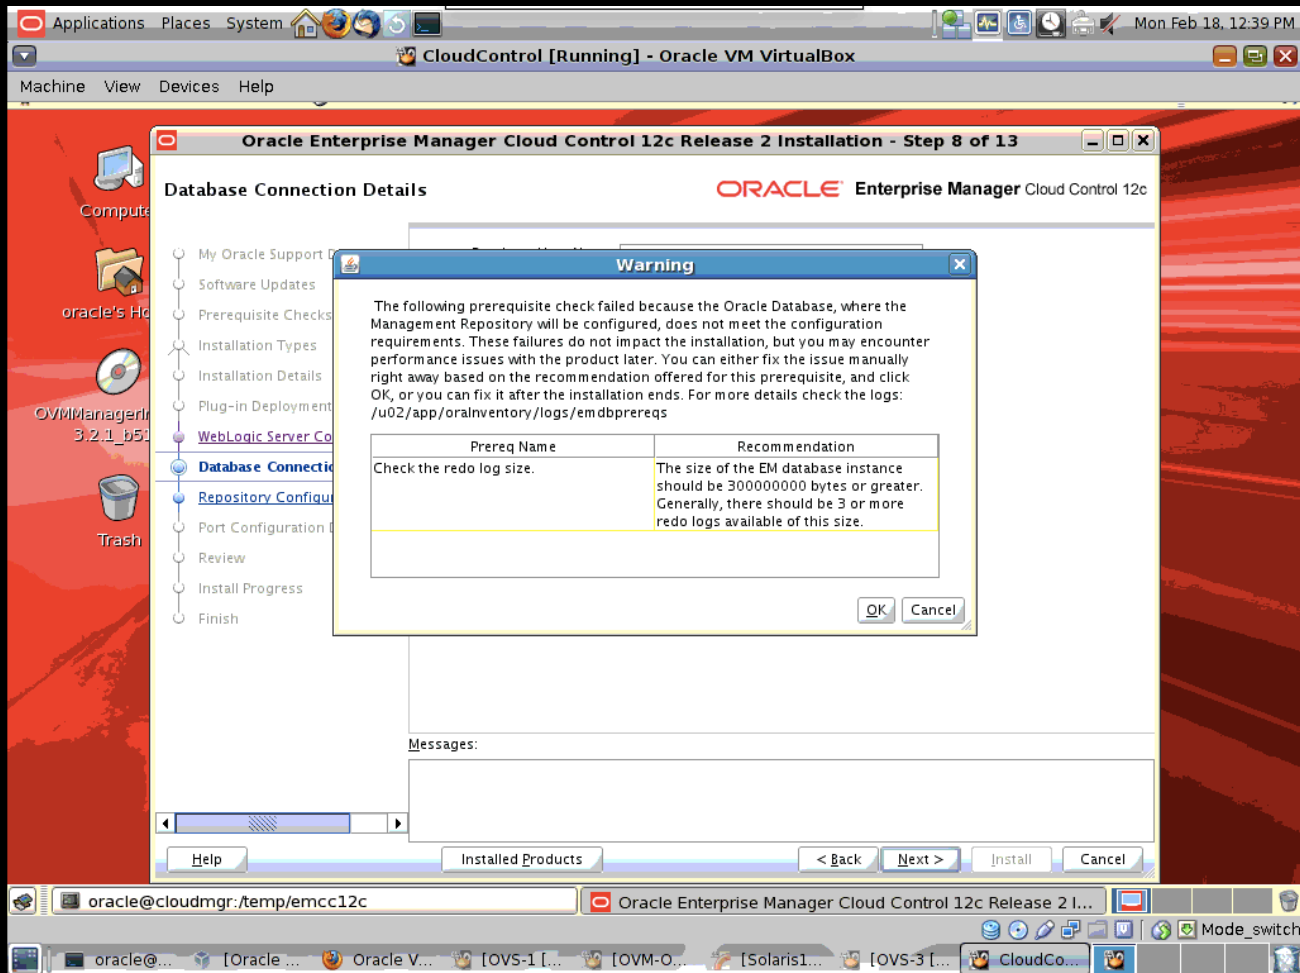 Applications Places System Mon Feb 18, 12:39 PM
CloudControl [Running] - Oracle VM VirtualBox
Machine View Devices Help
Oracle Enterprise Manager Cloud Control 12c Release 2 Installation - Step 8 of 13
Database Connection Details
ORACLE Enterprise Manager Cloud Control 12c
Compute
oracle's Ho
OVMManagerIn
3.2.1_b51
Trash
My Oracle Support D
Software Updates
Prerequisite Checks
Installation Types
Installation Details
Plug-in Deployment
WebLogic Server Co
Database Connectio
Repository Configur
Port Configuration D
Review
Install Progress
Finish
Warning
The following prerequisite check failed because the Oracle Database, where the
Management Repository will be configured, does not meet the configuration
requirements. These failures do not impact the installation, but you may encounter
performance issues with the product later. You can either fix the issue manually
right away based on the recommendation offered for this prerequisite, and click
OK, or you can fix it after the installation ends. For more details check the logs:
/u02/app/oraInventory/logs/emdbprereqs
Prereq Name Recommendation
Check the redo log size. The size of the EM database instance
should be 300000000 bytes or greater.
Generally, there should be 3 or more
redo logs available of this size.
OK Cancel
Messages:
Help Installed Products < Back Next > Install Cancel
oracle@cloudmgr:/temp/emcc12c Oracle Enterprise Manager Cloud Control 12c Release 2 I...
Mode_switch
oracle@... [Oracle ... Oracle V... [OVS-1 [... [OVM-O... [Solaris1... [OVS-3 [... CloudCo...